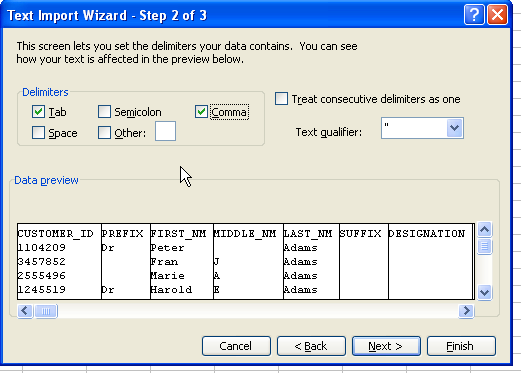 Text Import Wizard - Step 2 of 3
This screen lets you set the delimiters your data contains. You can see
how your text is affected in the preview below.
Delimiters
Tab Semicolon Comma
Space Other:
Treat consecutive delimiters as one
Text qualifier: "
Data preview
CUSTOMER_ID PREFIX FIRST_NM MIDDLE_NM LAST_NM SUFFIX DESIGNATION
1104209 Dr Peter Adams
3457852 Fran J Adams
2555496 Marie A Adams
1245519 Dr Harold E Adams
Cancel < Back Next > Finish